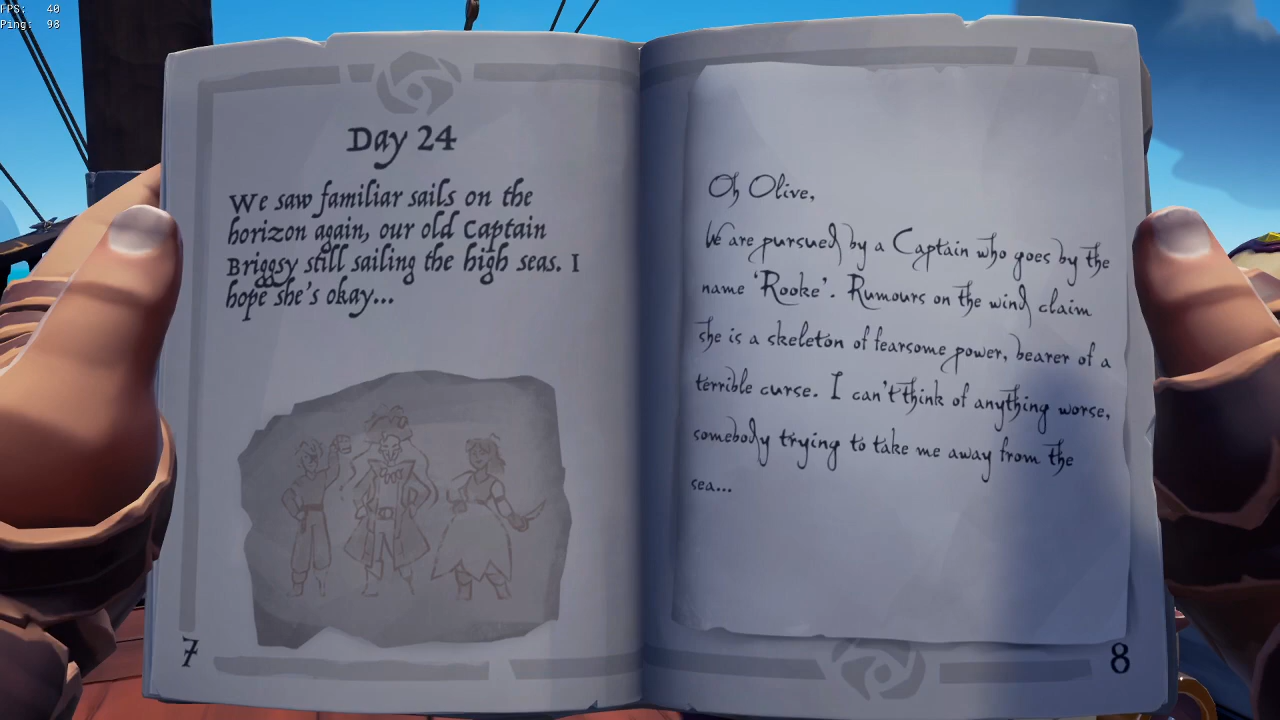 FPS: 40
Ping: 98
Day 24
We saw familiar sails on the
horizon again, our old Captain
Briggsy still sailing the high seas. I
hope she's okay...
7
Oh Olive,
We are pursued by a Captain who goes by the
name 'Rooke'. Rumours on the wind claim
she is a skeleton of fearsome power, bearer of a
terrible curse. I can't think of anything worse,
somebody trying to take me away from the
sea...
8